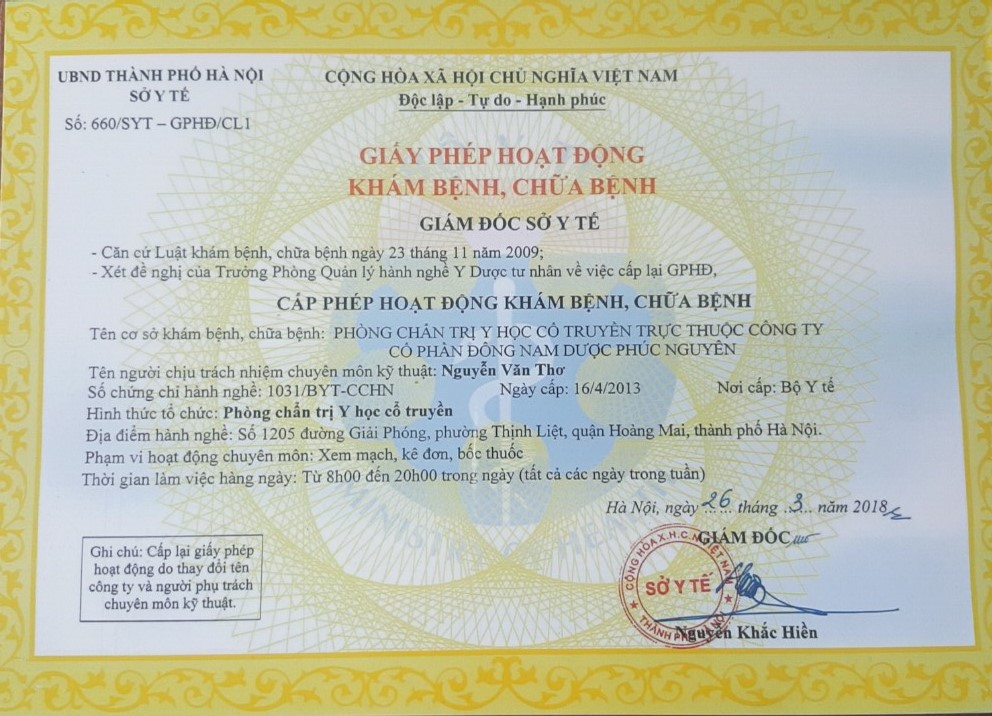 UBND THÀNH PHỐ HÀ NỘI
SỞ Y TẾ
Số: 660/SYT – GPHĐ/CL1
CỘNG HÒA XÃ HỘI CHỦ NGHĨA VIỆT NAM
Độc lập - Tự do - Hạnh phúc
GIẤY PHÉP HOẠT ĐỘNG
KHÁM BỆNH, CHỮA BỆNH
GIÁM ĐỐC SỞ Y TẾ
- Căn cứ Luật khám bệnh, chữa bệnh ngày 23 tháng 11 năm 2009;
- Xét đề nghị của Trưởng Phòng Quản lý hành nghề Y Dược tư nhân về việc cấp lại GPHĐ,
CẤP PHÉP HOẠT ĐỘNG KHÁM BỆNH, CHỮA BỆNH
Tên cơ sở khám bệnh, chữa bệnh: PHÒNG CHẨN TRỊ Y HỌC CỔ TRUYỀN TRỰC THUỘC CÔNG TY
CỔ PHẦN ĐÔNG NAM DƯỢC PHÚC NGUYÊN
Tên người chịu trách nhiệm chuyên môn kỹ thuật: Nguyễn Văn Thơ
Số chứng chỉ hành nghề: 1031/BYT-CCHN Ngày cấp: 16/4/2013 Nơi cấp: Bộ Y tế
Hình thức tổ chức: Phòng chẩn trị Y học cổ truyền
Địa điểm hành nghề: Số 1205 đường Giải Phóng, phường Thịnh Liệt, quận Hoàng Mai, thành phố Hà Nội.
Phạm vi hoạt động chuyên môn: Xem mạch, kê đơn, bốc thuốc
Thời gian làm việc hàng ngày: Từ 8h00 đến 20h00 trong ngày (tất cả các ngày trong tuần)
Hà Nội, ngày 26 tháng 3 năm 2018
GIÁM ĐỐC
CỘNG HÒA X.H.C.N VIỆT NAM
SỞ Y TẾ
THÀNH PHỐ HÀ NỘI
Nguyễn Khắc Hiền
Ghi chú: Cấp lại giấy phép
hoạt động do thay đổi tên
công ty và người phụ trách
chuyên môn kỹ thuật.